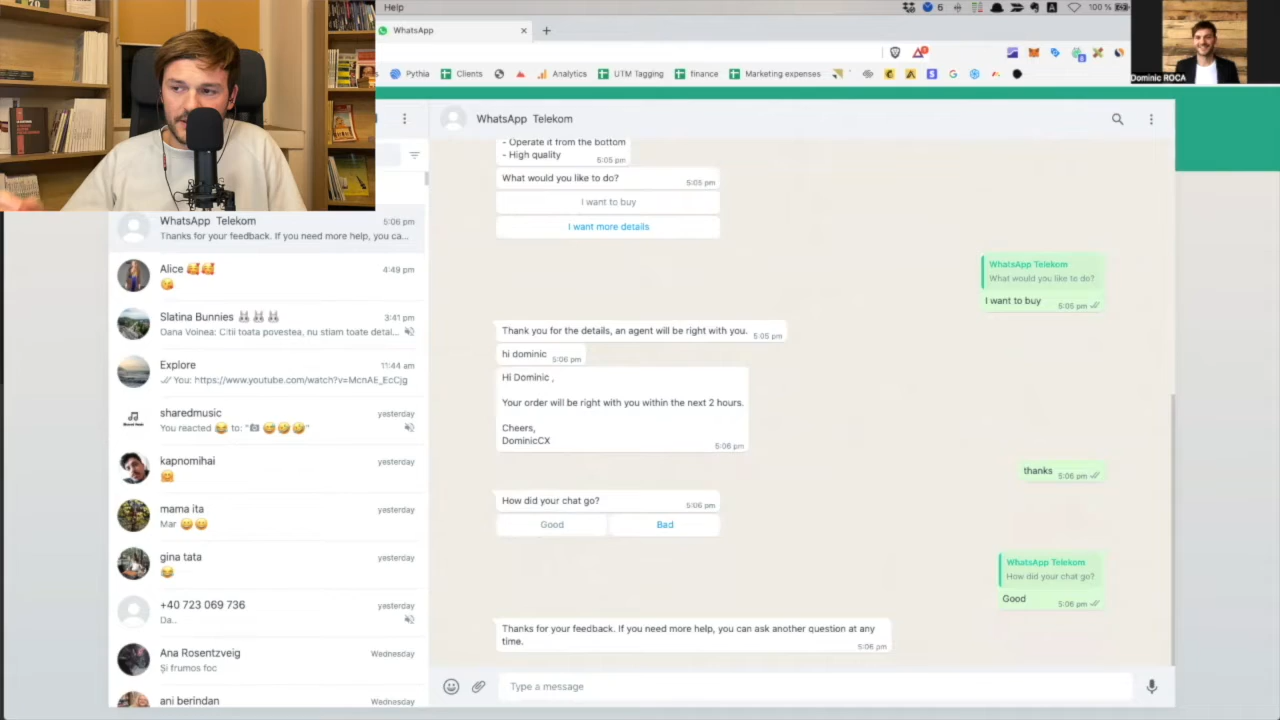 Help
6
100 %
WhatsApp
Pythia
Clients
Analytics
UTM Tagging
finance
Marketing expenses
Dominic ROCA
WhatsApp Telekom
- Operate it from the bottom
- High quality
5:05 pm
What would you like to do?
5:05 pm
I want to buy
I want more details
WhatsApp Telekom
What would you like to do?
I want to buy
5:05 pm
Thank you for the details, an agent will be right with you.
5:05 pm
hi dominic
5:06 pm
Hi Dominic ,
Your order will be right with you within the next 2 hours.
Cheers,
DominicCX
5:06 pm
thanks
5:06 pm
How did your chat go?
5:06 pm
Good
Bad
WhatsApp Telekom
How did your chat go?
Good
5:06 pm
Thanks for your feedback. If you need more help, you can ask another question at any
time.
5:06 pm
Type a message
WhatsApp Telekom
5:06 pm
Thanks for your feedback. If you need more help, you ca...
Alice 🥰🥰
4:49 pm
😘
Slatina Bunnies 🐰🐰🐰
3:41 pm
Oana Voinea: Cititi toata povestea, nu stiam toate detal...
Explore
11:44 am
You: https://www.youtube.com/watch?v=McnAE_EcCjg
sharedmusic
yesterday
You reacted 😂 to: "📷 😅🤣🤣"
kapnomihai
yesterday
🤗
mama ita
yesterday
Mar 😀😀
gina tata
yesterday
😂
+40 723 069 736
yesterday
Da..
Ana Rosentzveig
Wednesday
Și frumos foc
ani berindan
Wednesday